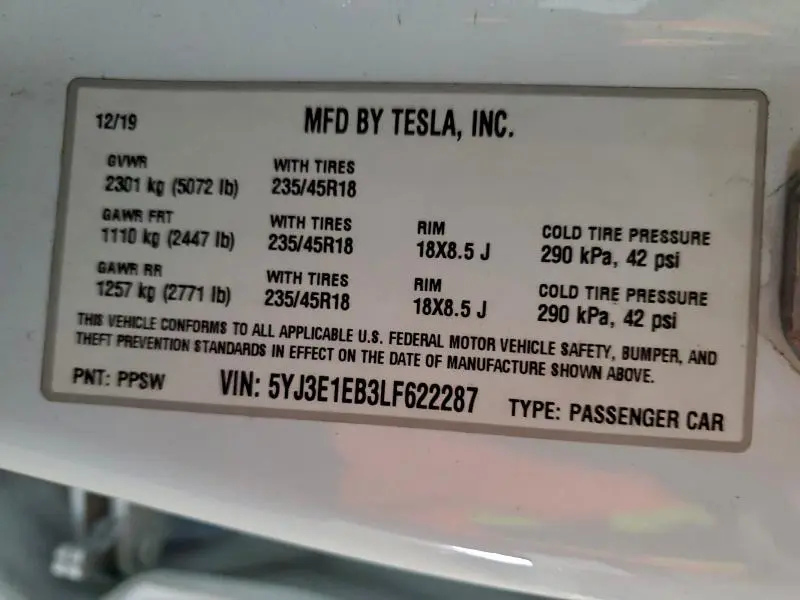 12/19 MFD BY TESLA, INC.
GVWR WITH TIRES
2301 kg (5072 lb) 235/45R18
GAWR FRT WITH TIRES RIM COLD TIRE PRESSURE
1110 kg (2447 lb) 235/45R18 18X8.5 J 290 kPa, 42 psi
GAWR RR WITH TIRES RIM COLD TIRE PRESSURE
1257 kg (2771 lb) 235/45R18 18X8.5 J 290 kPa, 42 psi
THIS VEHICLE CONFORMS TO ALL APPLICABLE U.S. FEDERAL MOTOR VEHICLE SAFETY, BUMPER, AND
THEFT PREVENTION STANDARDS IN EFFECT ON THE DATE OF MANUFACTURE SHOWN ABOVE.
PNT: PPSW VIN: 5YJ3E1EB3LF622287 TYPE: PASSENGER CAR